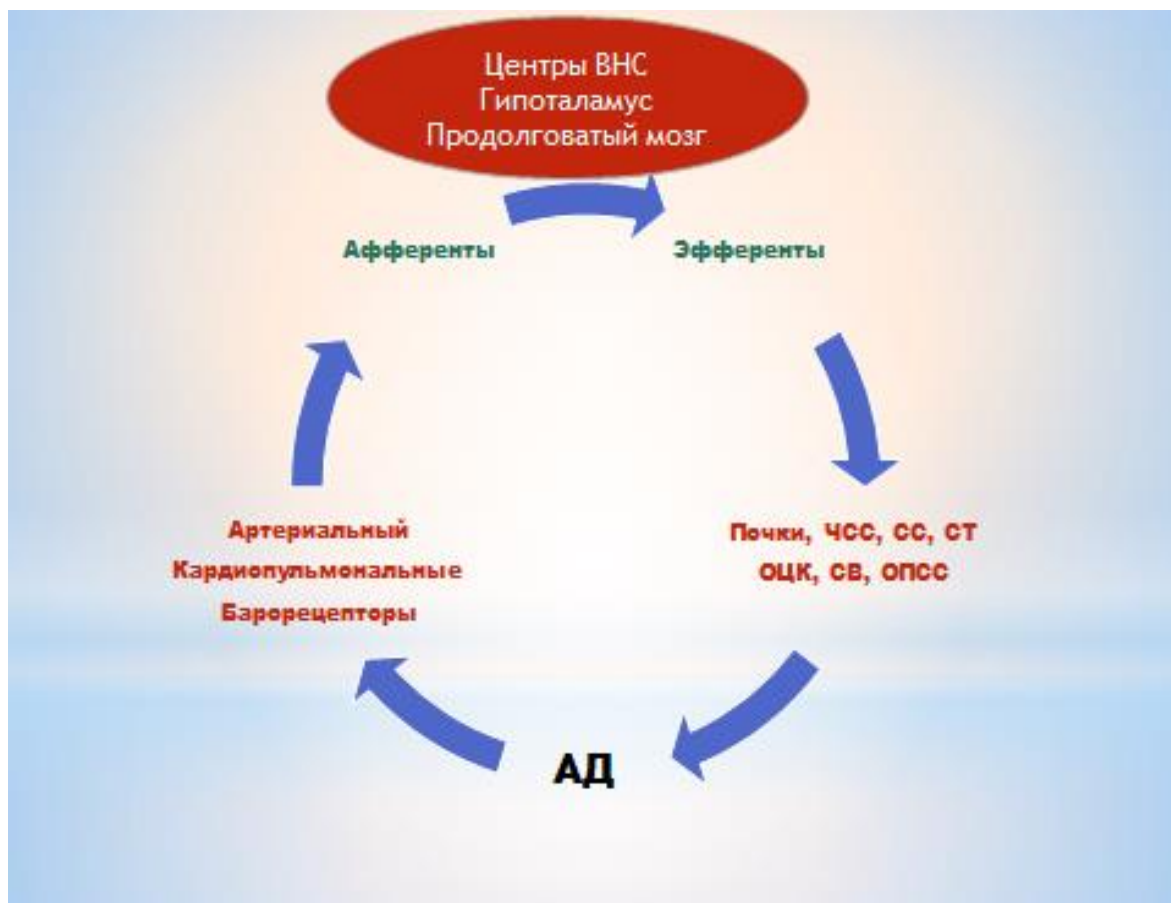 Центры ВНС
Гипоталамус
Продолговатый мозг
Афференты
Эфференты
Артериальный
Кардиопульмональные
Барорецепторы
Почки, ЧСС, СС, СТ
ОЦК, СВ, ОПСС
АД